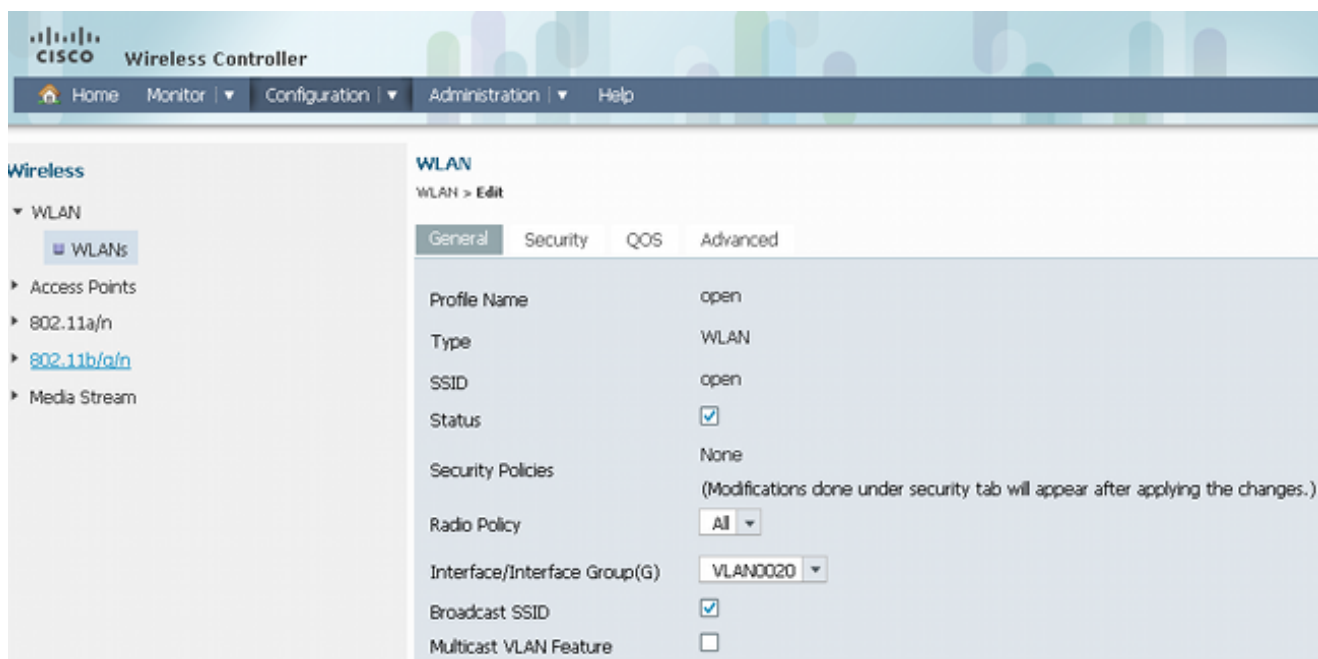 CISCO Wireless Controller
Home Monitor Configuration Administration Help
Wireless
WLAN
WLANs
Access Points
802.11a/n
802.11b/g/n
Media Stream
WLAN
WLAN > Edit
General Security QOS Advanced
Profile Name open
Type WLAN
SSID open
Status
Security Policies None
(Modifications done under security tab will appear after applying the changes.)
Radio Policy All
Interface/Interface Group(G) VLAN0020
Broadcast SSID
Multicast VLAN Feature